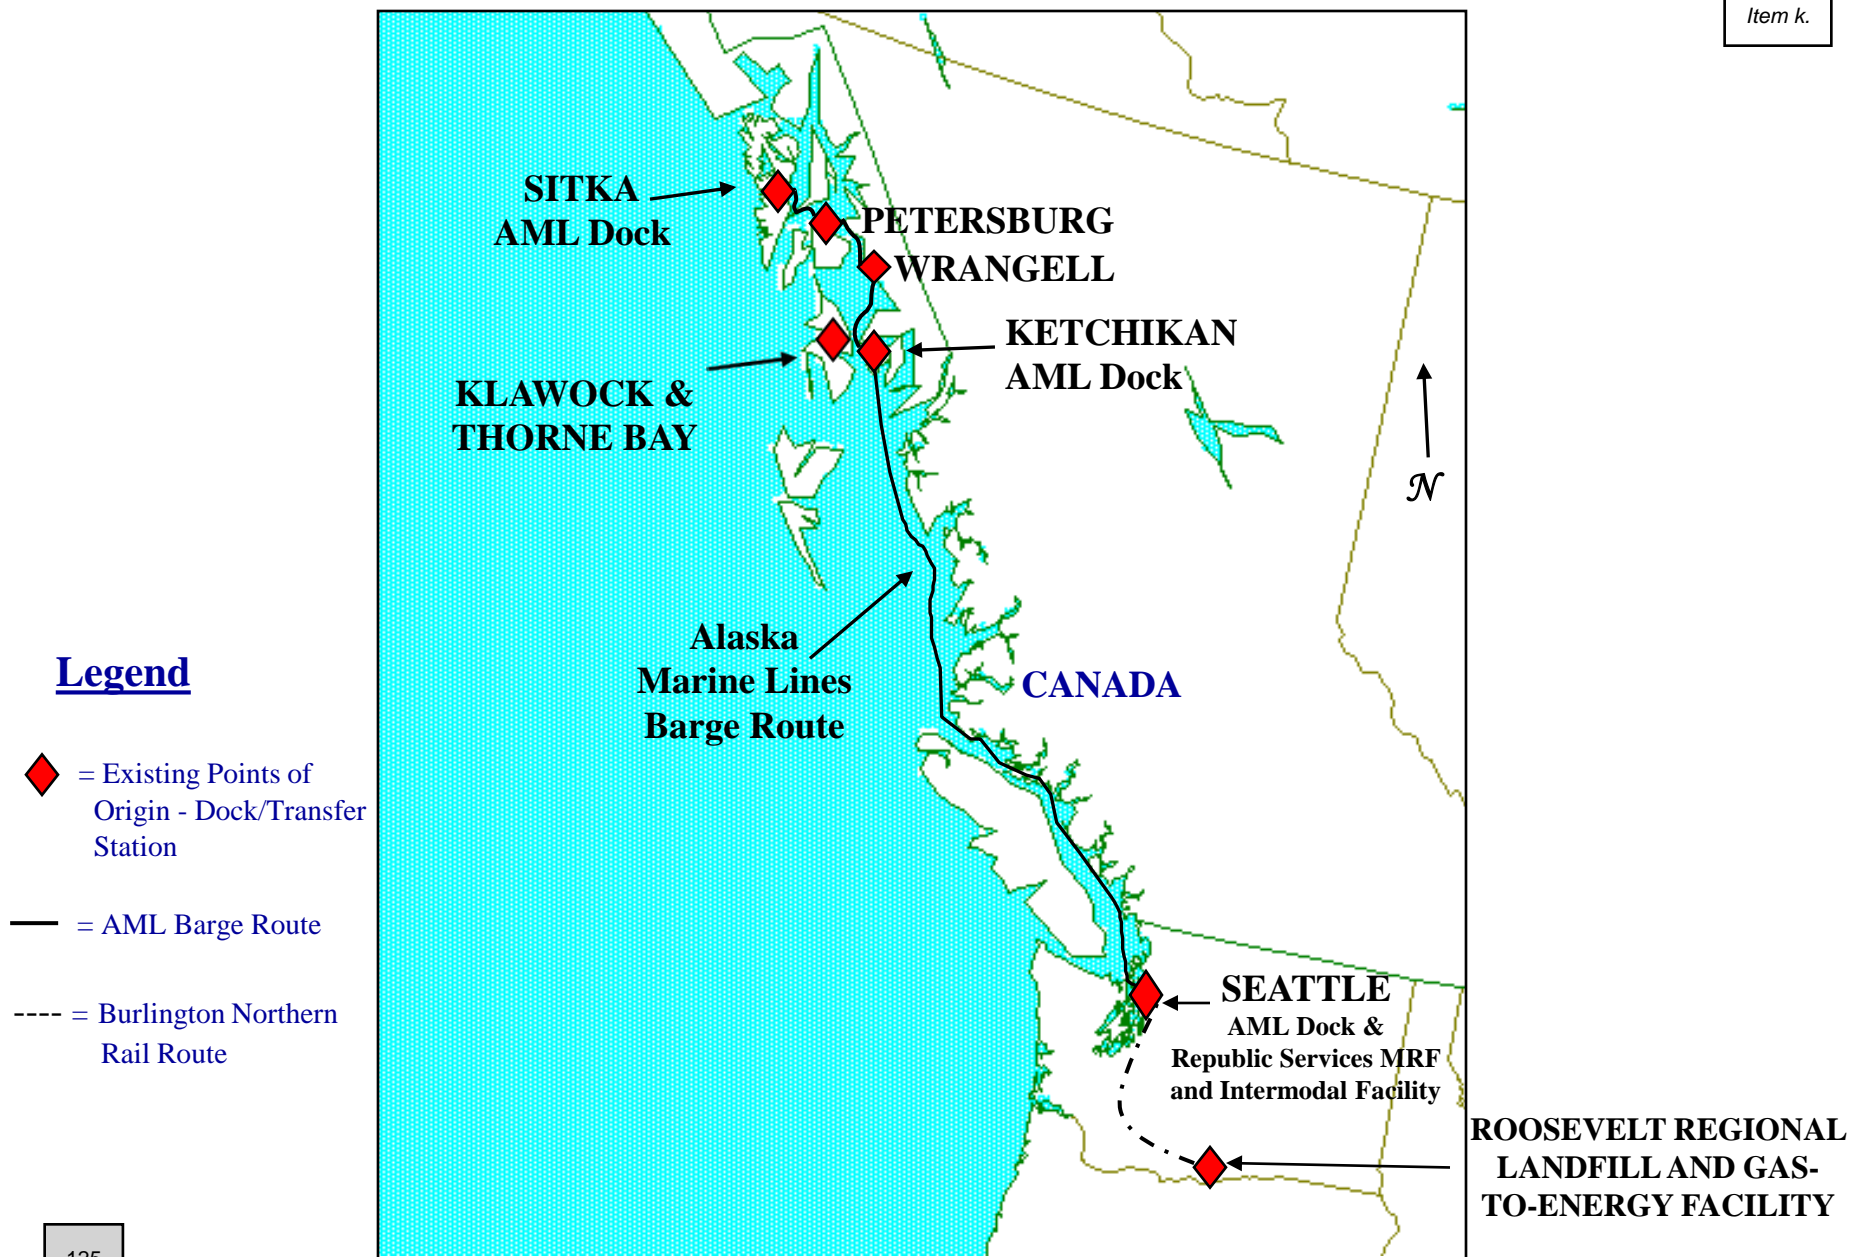 Item k.
SITKA
AML Dock
PETERSBURG
WRANGELL
KETCHIKAN
AML Dock
KLAWOCK &
THORNE BAY
N
Alaska
Marine Lines
Barge Route
CANADA
Legend
= Existing Points of
Origin - Dock/Transfer
Station
= AML Barge Route
= Burlington Northern
Rail Route
SEATTLE
AML Dock &
Republic Services MRF
and Intermodal Facility
ROOSEVELT REGIONAL
LANDFILL AND GAS-
TO-ENERGY FACILITY